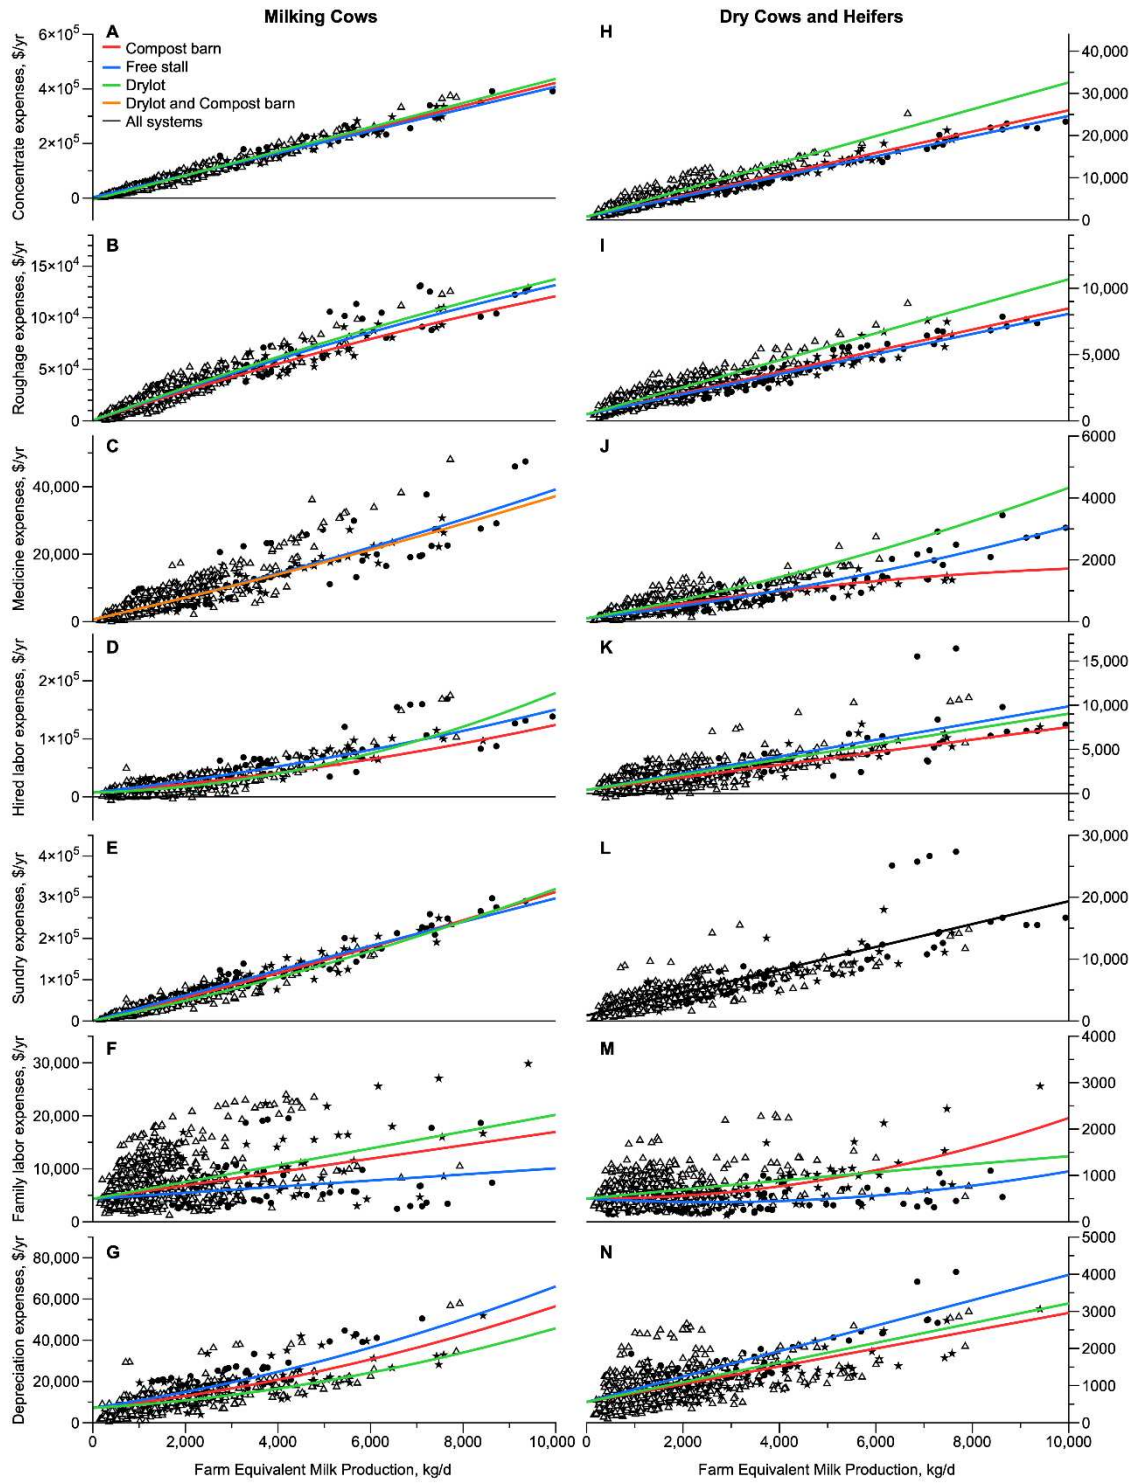 Milking Cows
Dry Cows and Heifers
A
Concentrate expenses, $/yr
6×10⁵
4×10⁵
2×10⁵
0
Compost barn
Free stall
Drylot
Drylot and Compost barn
All systems
H
40,000
30,000
20,000
10,000
0
B
Roughage expenses, $/yr
15×10⁴
10×10⁴
5×10⁴
0
I
10,000
5,000
0
C
Medicine expenses, $/yr
40,000
20,000
0
J
6000
4000
2000
0
D
Hired labor expenses, $/yr
2×10⁵
1×10⁵
0
K
15,000
10,000
5,000
0
E
Sundry expenses, $/yr
4×10⁵
3×10⁵
2×10⁵
1×10⁵
0
L
30,000
20,000
10,000
0
F
Family labor expenses, $/yr
30,000
20,000
10,000
0
M
4000
3000
2000
1000
0
G
Depreciation expenses, $/yr
80,000
60,000
40,000
20,000
0
N
5000
4000
3000
2000
1000
0
0 2,000 4,000 6,000 8,000 10,000
0 2,000 4,000 6,000 8,000 10,000
Farm Equivalent Milk Production, kg/d
Farm Equivalent Milk Production, kg/d